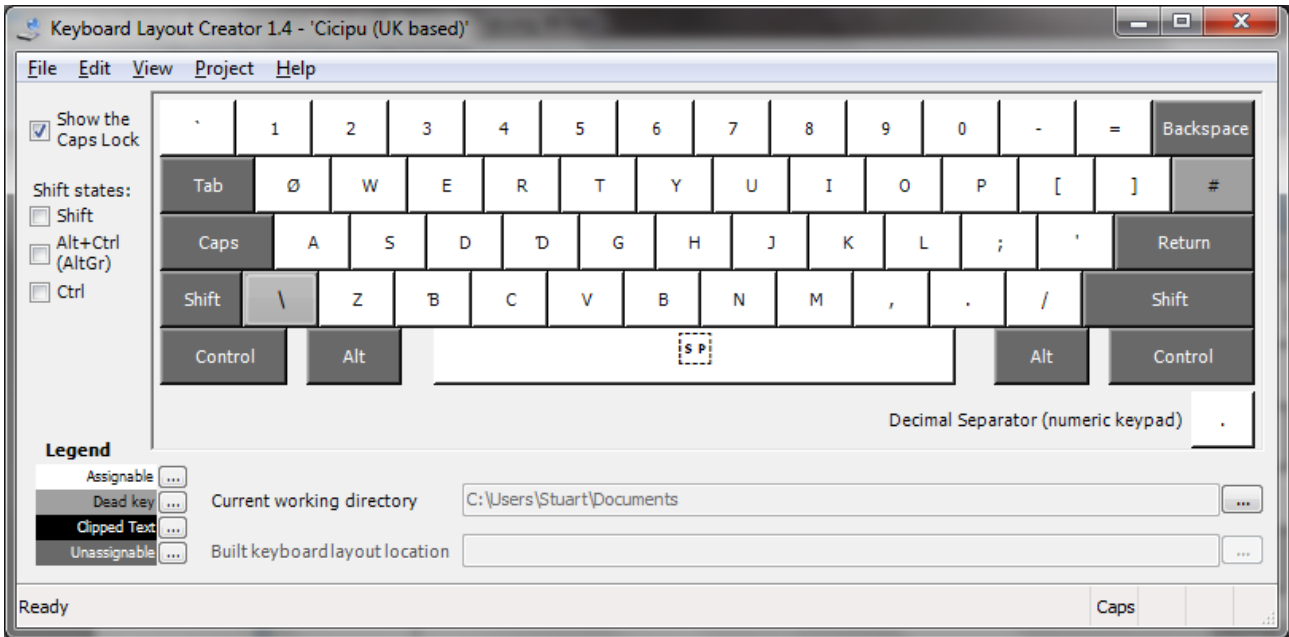 Keyboard Layout Creator 1.4 - 'Cicipu (UK based)'
File Edit View Project Help
Show the
Caps Lock
Shift states:
Shift
Alt+Ctrl
(AltGr)
Ctrl
` 1 2 3 4 5 6 7 8 9 0 - = Backspace
Tab Ø W E R T Y U I O P [ ] #
Caps A S D Ɗ G H J K L ; ' Return
Shift \ Z Ɓ C V B N M , . / Shift
Control Alt SP Alt Control
Decimal Separator (numeric keypad) .
Legend
Assignable ...
Dead key ...
Clipped Text ...
Unassignable ...
Current working directory C:\Users\Stuart\Documents ...
Built keyboard layout location ...
Ready Caps